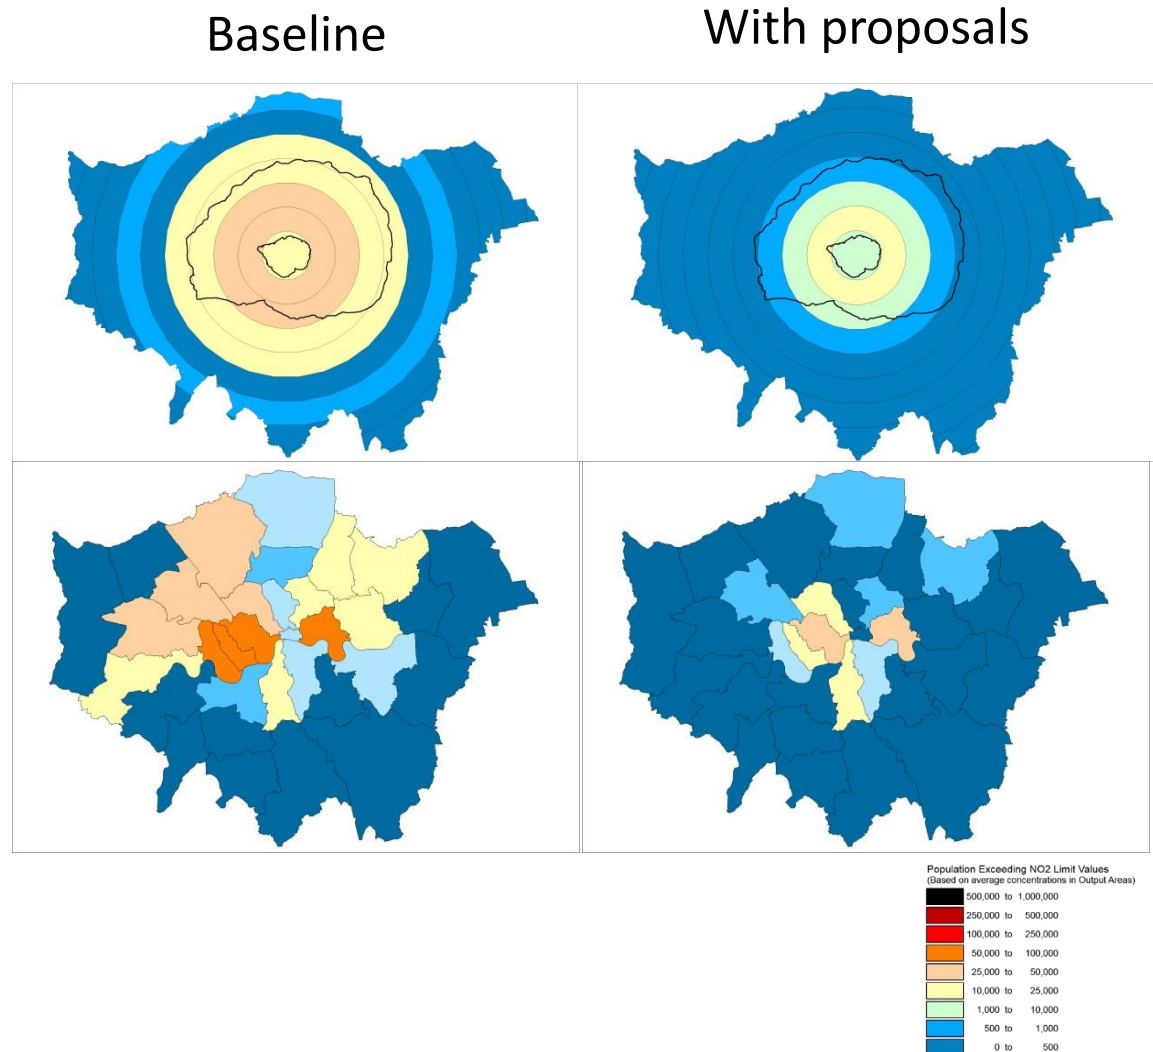 Baseline
With proposals
Population Exceeding NO2 Limit Values
(Based on average concentrations in Output Areas)
500,000 to 1,000,000
250,000 to 500,000
100,000 to 250,000
50,000 to 100,000
25,000 to 50,000
10,000 to 25,000
1,000 to 10,000
500 to 1,000
0 to 500